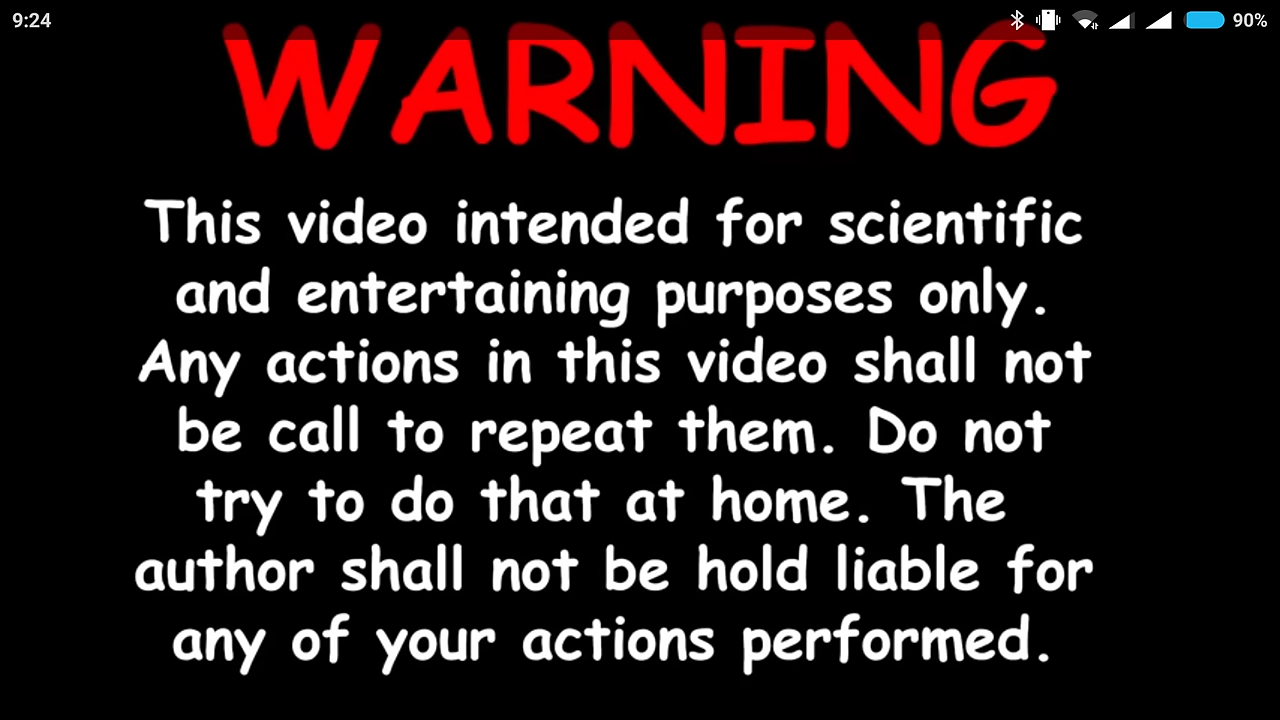 9:24
90%
WARNING
This video intended for scientific
and entertaining purposes only.
Any actions in this video shall not
be call to repeat them. Do not
try to do that at home. The
author shall not be hold liable for
any of your actions performed.